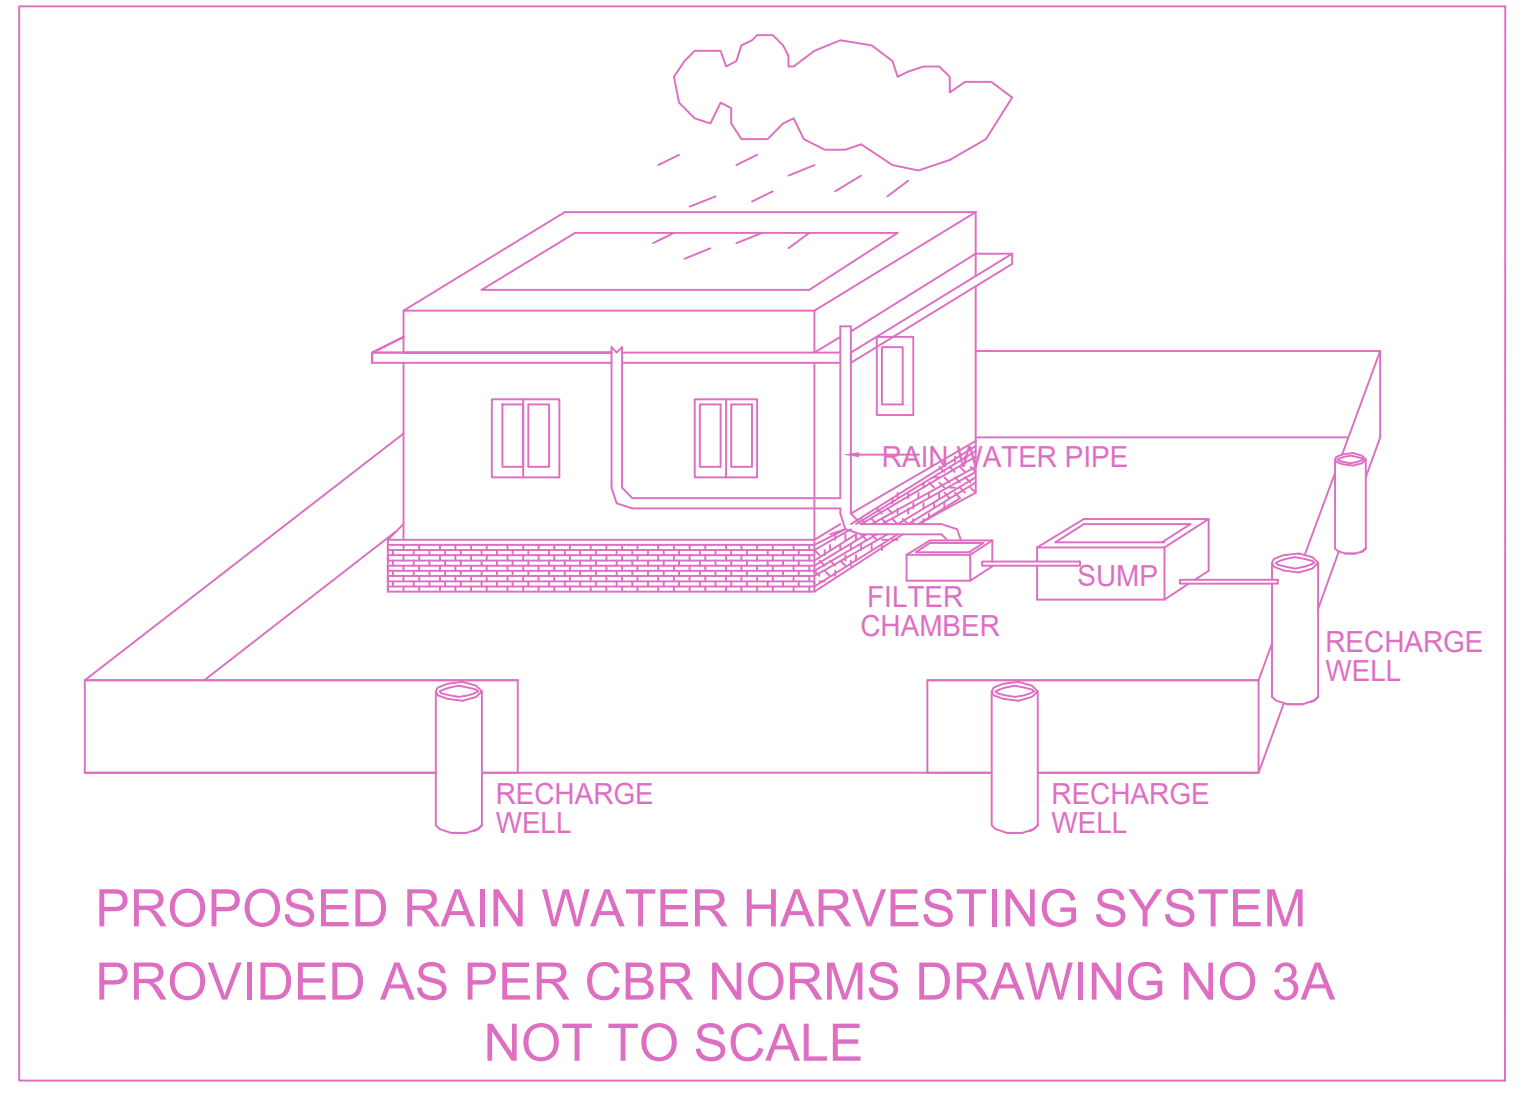 RAIN WATER PIPE
SUMP
FILTER
CHAMBER
RECHARGE
WELL
RECHARGE
WELL
RECHARGE
WELL
PROPOSED RAIN WATER HARVESTING SYSTEM
PROVIDED AS PER CBR NORMS DRAWING NO 3A
NOT TO SCALE